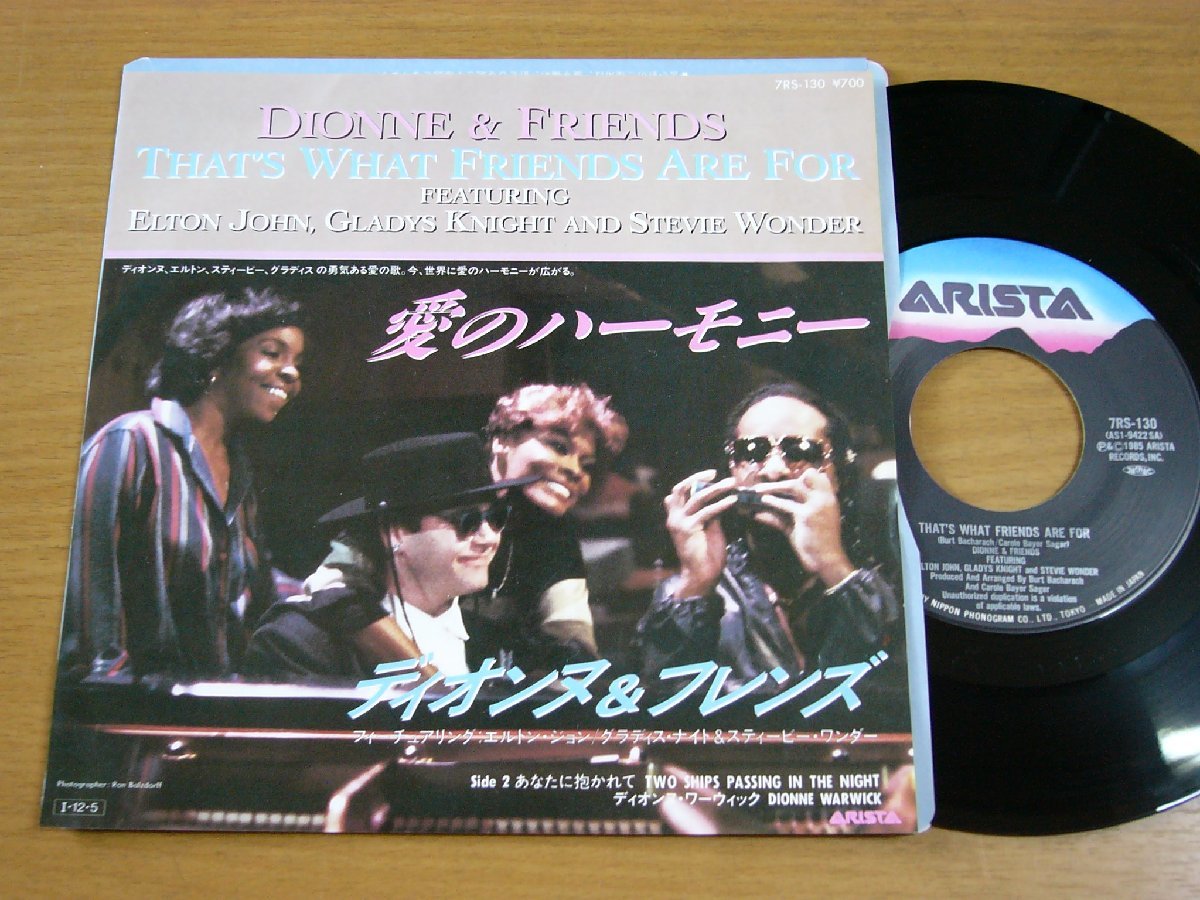 7RS-130 ¥700
DIONNE & FRIENDS
THAT'S WHAT FRIENDS ARE FOR
FEATURING
ELTON JOHN, GLADYS KNIGHT AND STEVIE WONDER
ディオンヌ、エルトン、スティービー、グラディスの勇気ある愛の歌。今、世界に愛のハーモニーが広がる。
愛のハーモニー
ディオンヌ&フレンズ
フィーチュアリング:エルトン・ジョン/グラディス・ナイト&スティービー・ワンダー
Side 2 あなたに抱かれて TWO SHIPS PASSING IN THE NIGHT
ディオンヌ・ワーウィック DIONNE WARWICK
ARISTA
Photographer: Ron
I-12・5
ARISTA
7RS-130
(AS1-9422SA)
℗&©1985 ARISTA
RECORDS, INC.
THAT'S WHAT FRIENDS ARE FOR
(Burt Bacharach/Carole Bayer Sager)
DIONNE & FRIENDS
FEATURING
ELTON JOHN, GLADYS KNIGHT and STEVIE WONDER
Produced And Arranged By Burt Bacharach
And Carole Bayer Sager
Unauthorized duplication is a violation
of applicable laws.
BY NIPPON PHONOGRAM CO., LTD., TOKYO MADE IN JAPAN